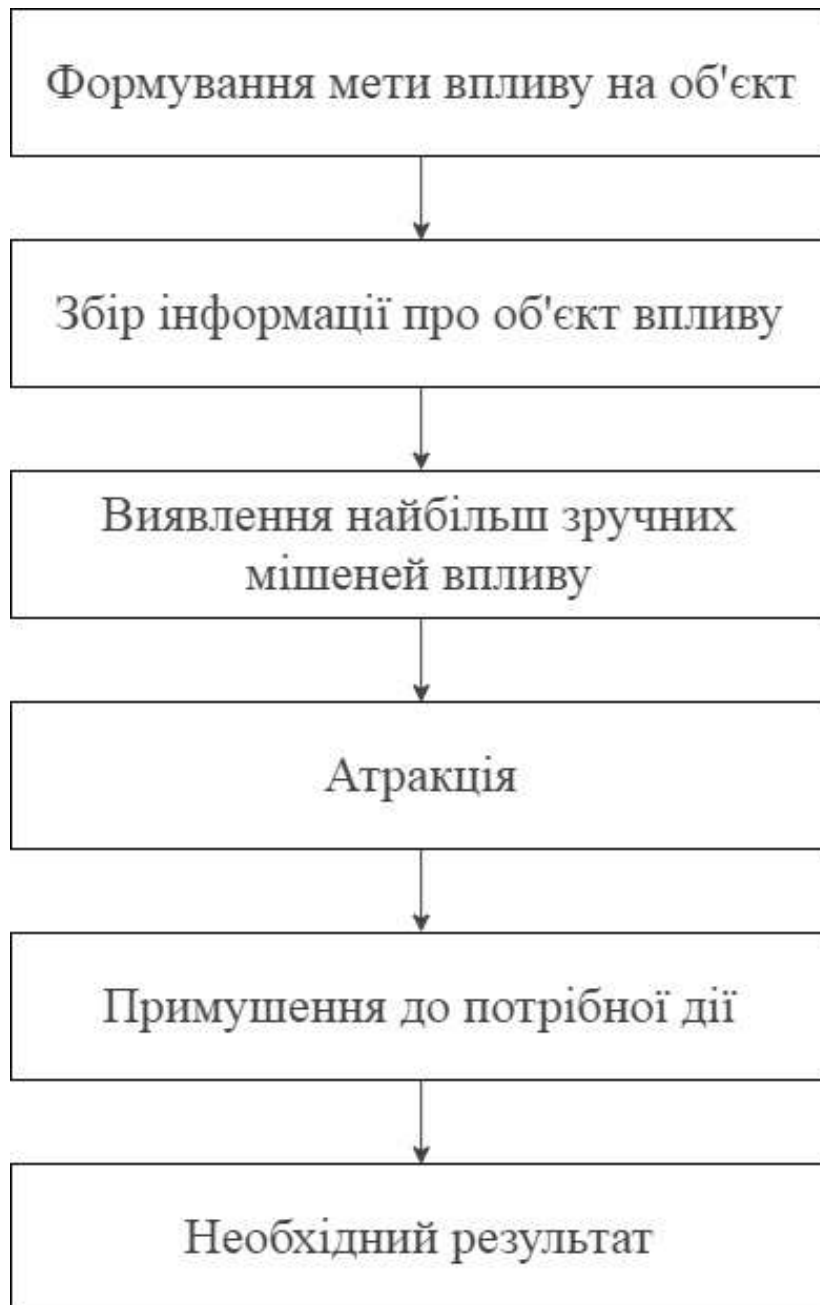 Формування мети впливу на об'єкт
Збір інформації про об'єкт впливу
Виявлення найбільш зручних
мішеней впливу
Атракція
Примушення до потрібної дії
Необхідний результат